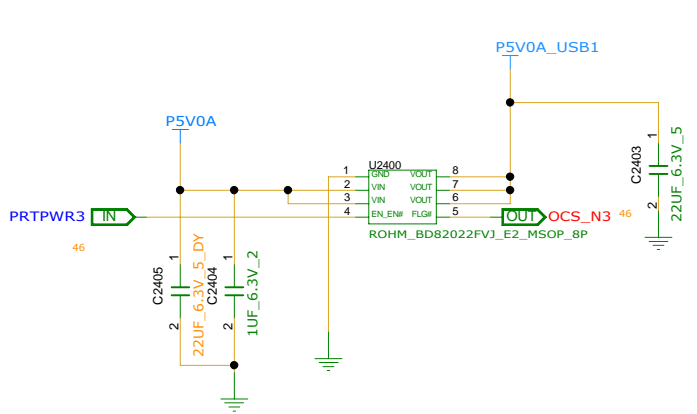 P5V0A_USB1
P5V0A
U2400
1 GND VOUT 8
2 VIN VOUT 7
3 VIN VOUT 6
4 EN_EN# FLG# 5
ROHM_BD82022FVJ_E2_MSOP_8P
PRTPWR3 IN
46
OUT OCS_N3 46
1
C2403
2
22UF_6.3V_5
1
C2405
2
22UF_6.3V_5_DY
1
C2404
2
1UF_6.3V_2